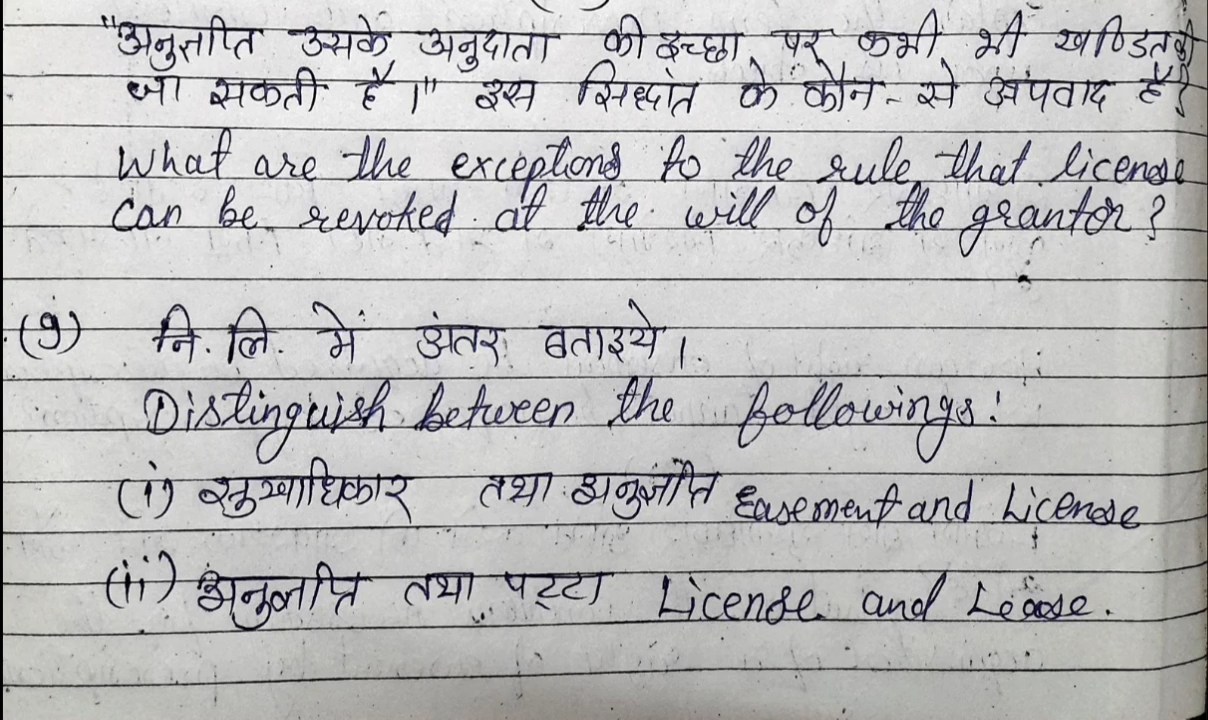 "अनुज्ञप्ति उसके अनुदाता की इच्छा पर कभी भी खण्डित की
जा सकती है।" इस सिध्दांत के कौन-से अपवाद हैं?
What are the exceptions to the rule that license
can be revoked at the will of the grantor?
(9) नि. लि. में अंतर बताइये।
Distinguish between the followings:
(i) सुखाधिकार तथा अनुज्ञप्ति Easement and License
(ii) अनुज्ञप्ति तथा पट्टा License and Lease.